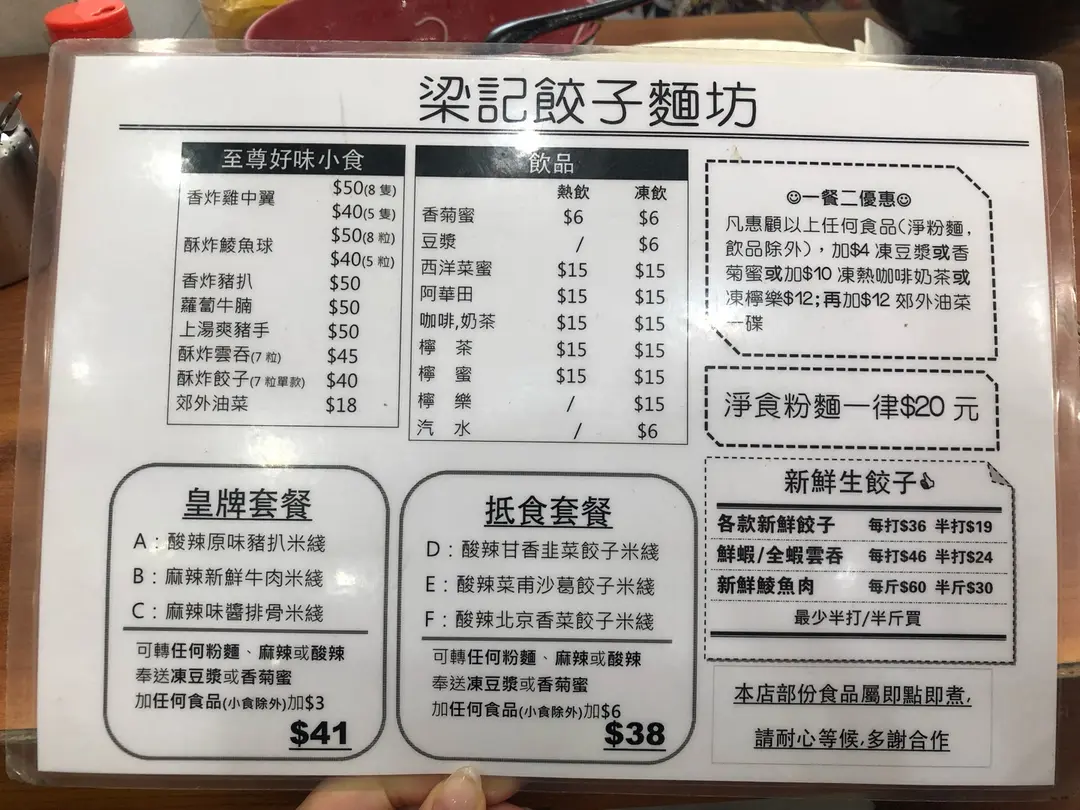 梁記餃子麵坊
至尊好味小食
香炸雞中翼 $50(8 隻)
$40(5 隻)
酥炸鯪魚球 $50(8 粒)
$40(5 粒)
香炸豬扒 $50
蘿蔔牛腩 $50
上湯爽豬手 $50
酥炸雲吞(7 粒) $45
酥炸餃子(7 粒單款) $40
郊外油菜 $18
飲品
熱飲 凍飲
香菊蜜 $6 $6
豆漿 / $6
西洋菜蜜 $15 $15
阿華田 $15 $15
咖啡,奶茶 $15 $15
檸 茶 $15 $15
檸 蜜 $15 $15
檸 樂 / $15
汽 水 / $6
☺一餐二優惠☺
凡惠顧以上任何食品(淨粉麵,
飲品除外)，加$4 凍豆漿或香
菊蜜或加$10 凍熱咖啡奶茶或
凍檸樂$12;再加$12 郊外油菜
一碟
淨食粉麵一律$20 元
新鮮生餃子👍
各款新鮮餃子 每打$36 半打$19
鮮蝦/全蝦雲吞 每打$46 半打$24
新鮮鯪魚肉 每斤$60 半斤$30
最少半打/半斤買
本店部份食品屬即點即煮,
請耐心等候,多謝合作
皇牌套餐
A：酸辣原味豬扒米綫
B：麻辣新鮮牛肉米綫
C：麻辣味醬排骨米綫
可轉任何粉麵、麻辣或酸辣
奉送凍豆漿或香菊蜜
加任何食品(小食除外)加$3
$41
抵食套餐
D：酸辣甘香韭菜餃子米綫
E：酸辣菜甫沙葛餃子米綫
F：酸辣北京香菜餃子米綫
可轉任何粉麵、麻辣或酸辣
奉送凍豆漿或香菊蜜
加任何食品(小食除外)加$6
$38